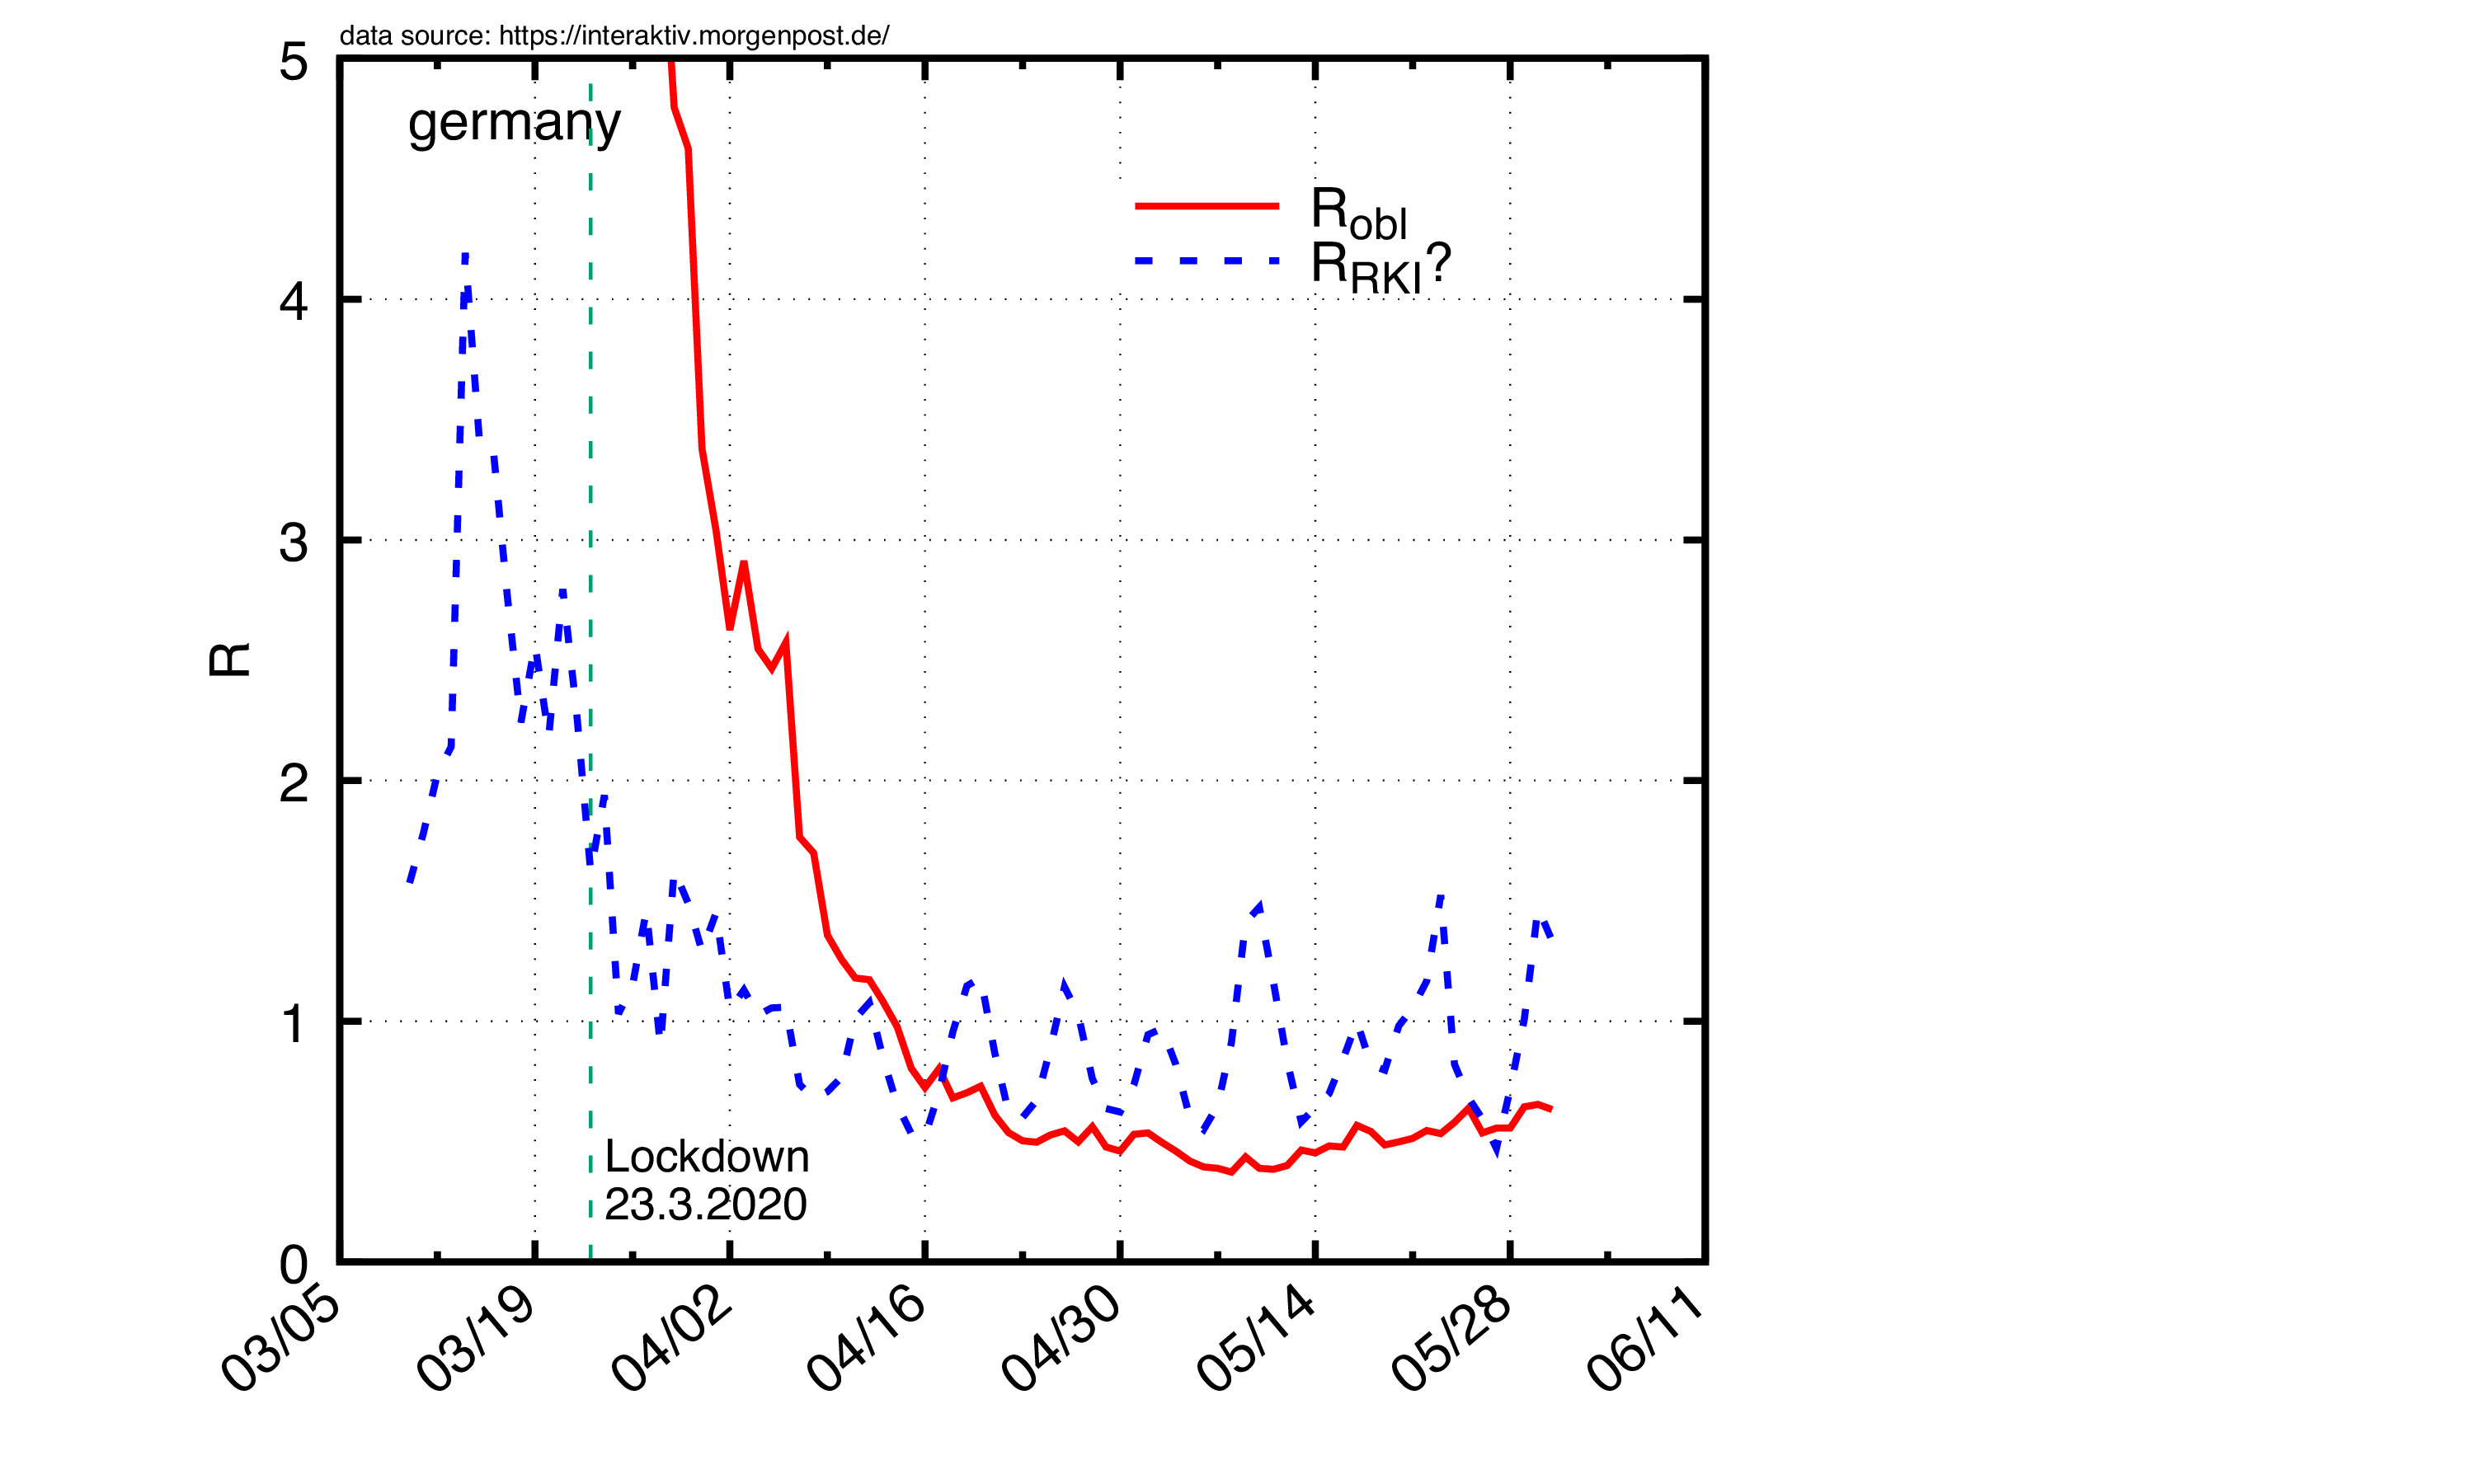 data source: https://interaktiv.morgenpost.de/
5
germany
R_obl
R_RKI?
4
3
R
2
1
Lockdown
23.3.2020
0
03/05
03/19
04/02
04/16
04/30
05/14
05/28
06/11